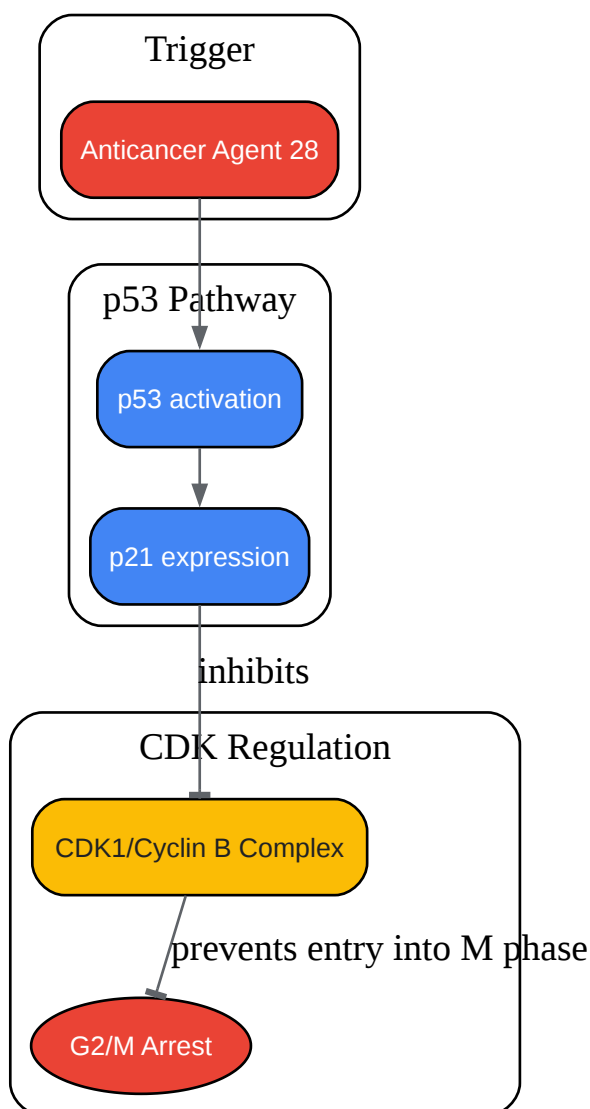 Trigger
Anticancer Agent 28
p53 Pathway
p53 activation
p21 expression
inhibits
CDK Regulation
CDK1/Cyclin B Complex
prevents entry into M phase
G2/M Arrest